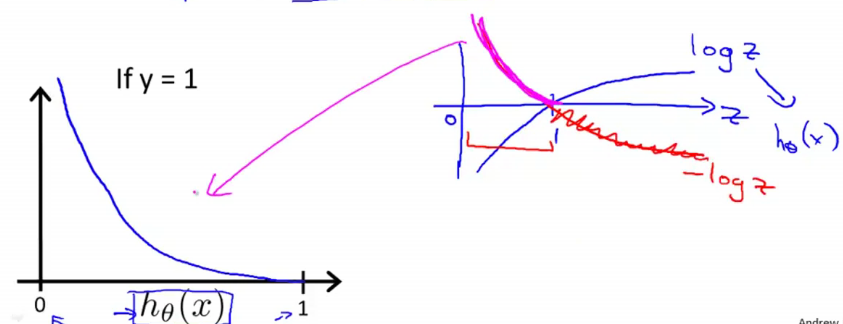 If y = 1
log z
0
1
z
hθ(x)
-log z
0
hθ(x)
1
Andrew